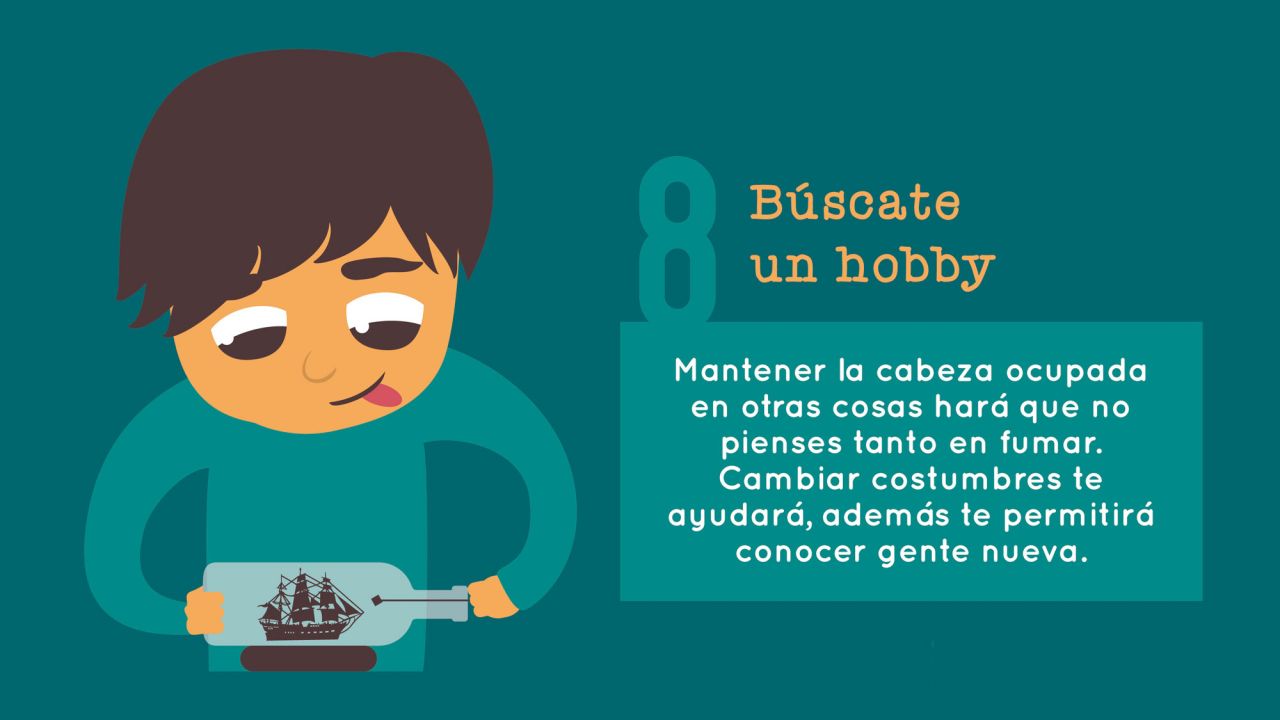 8
Búscate
un hobby
Mantener la cabeza ocupada
en otras cosas hará que no
pienses tanto en fumar.
Cambiar costumbres te
ayudará, además te permitirá
conocer gente nueva.